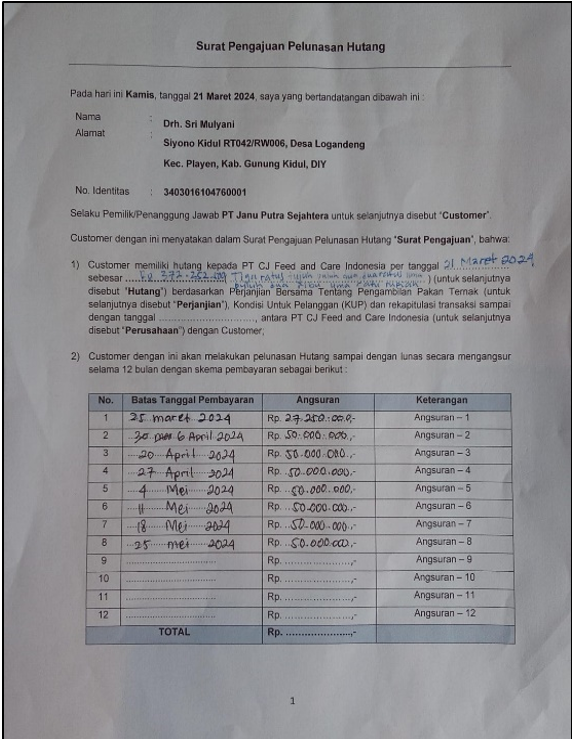 Surat Pengajuan Pelunasan Hutang
Pada hari ini Kamis, tanggal 21 Maret 2024, saya yang bertandatangan dibawah ini :
Nama : Drh. Sri Mulyani
Alamat : Siyono Kidul RT042/RW006, Desa Logandeng
Kec. Playen, Kab. Gunung Kidul, DIY
No. Identitas : 3403016104760001
Selaku Pemilik/Penanggung Jawab PT Janu Putra Sejahtera untuk selanjutnya disebut "Customer".
Customer dengan ini menyatakan dalam Surat Pengajuan Pelunasan Hutang "Surat Pengajuan", bahwa:
1) Customer memiliki hutang kepada PT CJ Feed and Care Indonesia per tanggal 21 Maret 2024
sebesar Rp 377.252.000 Tiga ratus tujuh puluh ) (untuk selanjutnya
disebut "Hutang") berdasarkan Perjanjian Bersama Tentang Pengambilan Pakan Ternak (untuk
selanjutnya disebut "Perjanjian"), Kondisi Untuk Pelanggan (KUP) dan rekapitulasi transaksi sampai
dengan tanggal ........................, antara PT CJ Feed and Care Indonesia (untuk selanjutnya
disebut "Perusahaan") dengan Customer;
2) Customer dengan ini akan melakukan pelunasan Hutang sampai dengan lunas secara mengangsur
selama 12 bulan dengan skema pembayaran sebagai berikut :
No. Batas Tanggal Pembayaran Angsuran Keterangan
1 25 maret 2024 Rp. 27.250.000,- Angsuran – 1
2 6 April 2024 Rp. 50.000.000,- Angsuran – 2
3 20 April 2024 Rp. 50.000.000,- Angsuran – 3
4 27 April 2024 Rp. 50.000.000,- Angsuran – 4
5 4 Mei 2024 Rp. 50.000.000,- Angsuran – 5
6 11 Mei 2024 Rp. 50.000.000,- Angsuran – 6
7 18 Mei 2024 Rp. 50.000.000,- Angsuran – 7
8 25 mei 2024 Rp. 50.000.000,- Angsuran – 8
9 ........................ Rp. ....................,- Angsuran – 9
10 ........................ Rp. ....................,- Angsuran – 10
11 ........................ Rp. ....................,- Angsuran – 11
12 ........................ Rp. ....................,- Angsuran – 12
TOTAL Rp. ....................,-
1